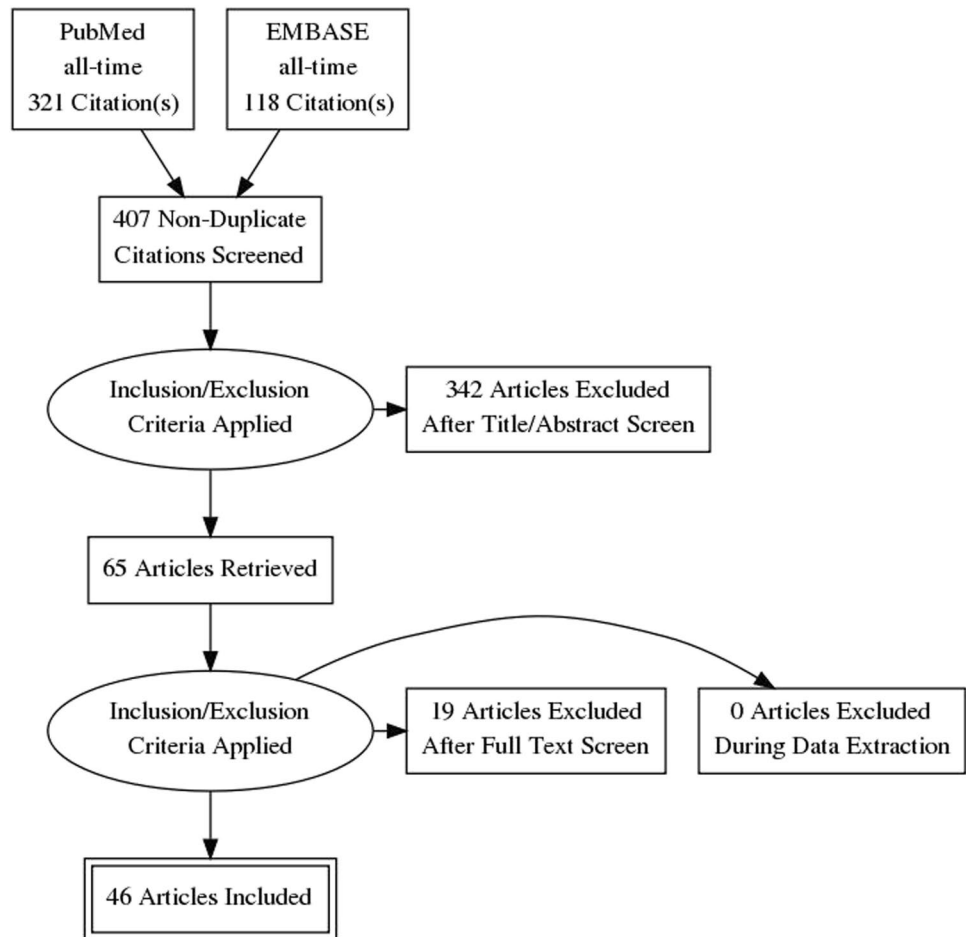 PubMed
all-time
321 Citation(s)
EMBASE
all-time
118 Citation(s)
407 Non-Duplicate
Citations Screened
Inclusion/Exclusion
Criteria Applied
342 Articles Excluded
After Title/Abstract Screen
65 Articles Retrieved
Inclusion/Exclusion
Criteria Applied
19 Articles Excluded
After Full Text Screen
0 Articles Excluded
During Data Extraction
46 Articles Included